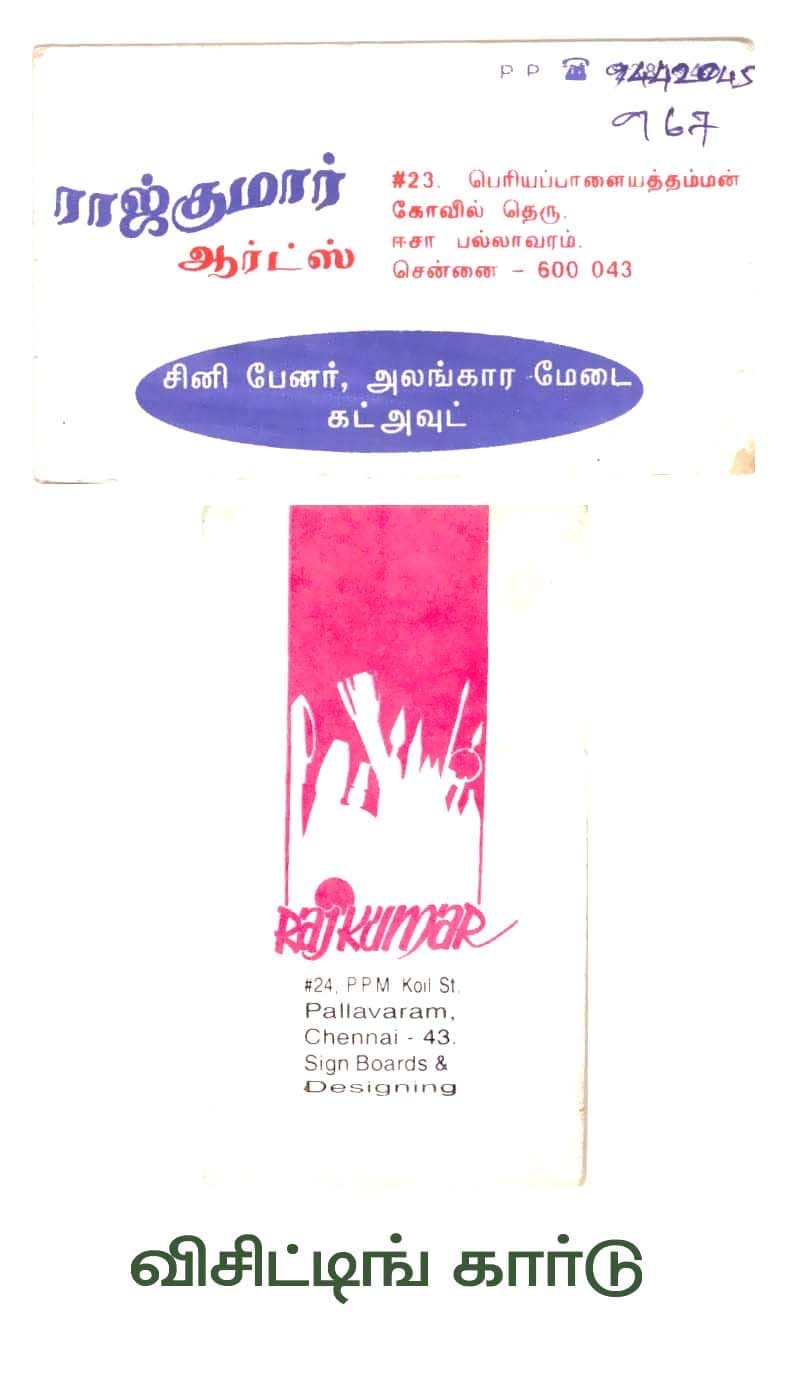 P P ☎ 9442045
967
ராஜ்குமார்
ஆர்ட்ஸ்
#23. பெரியப்பாளையத்தம்மன்
கோவில் தெரு.
ஈசா பல்லாவரம்.
சென்னை – 600 043
சினி பேனர், அலங்கார மேடை
கட் அவுட்
Rajkumar
#24, P.P.M Koil St.
Pallavaram,
Chennai - 43.
Sign Boards &
Designing
விசிட்டிங் கார்டு